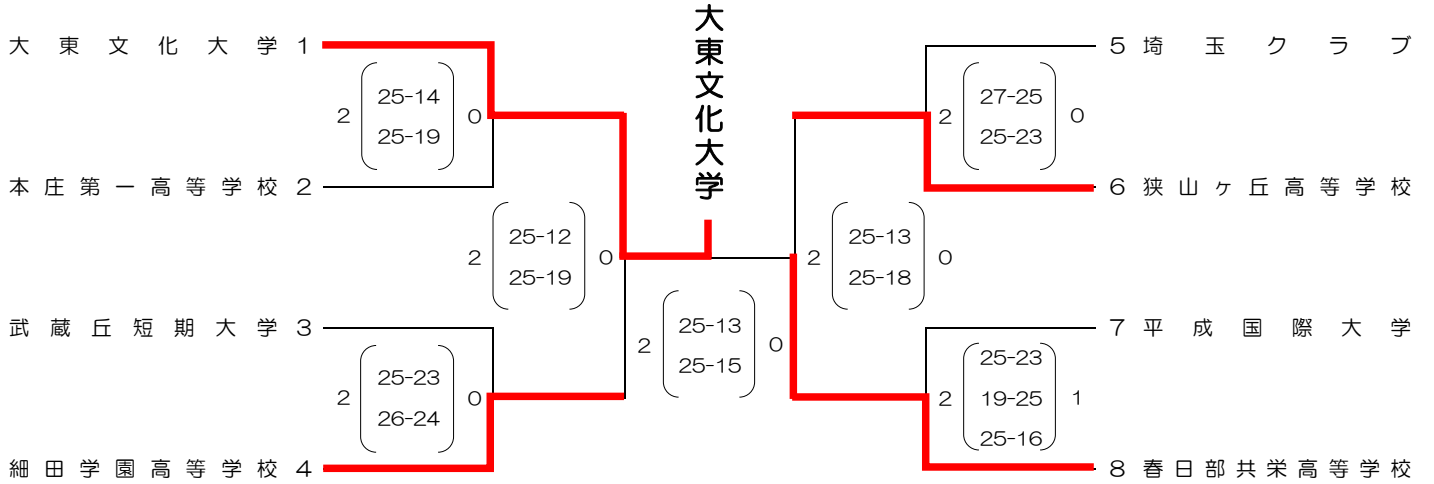 大東文化大学
大東文化大学 1
2 25-14 0
25-19
本庄第一高等学校 2
2 25-12 0
25-19
武蔵丘短期大学 3
2 25-23 0
26-24
細田学園高等学校 4
2 25-13 0
25-15
5 埼玉クラブ
2 27-25 0
25-23
6 狭山ヶ丘高等学校
2 25-13 0
25-18
7 平成国際大学
25-23
2 19-25 1
25-16
8 春日部共栄高等学校